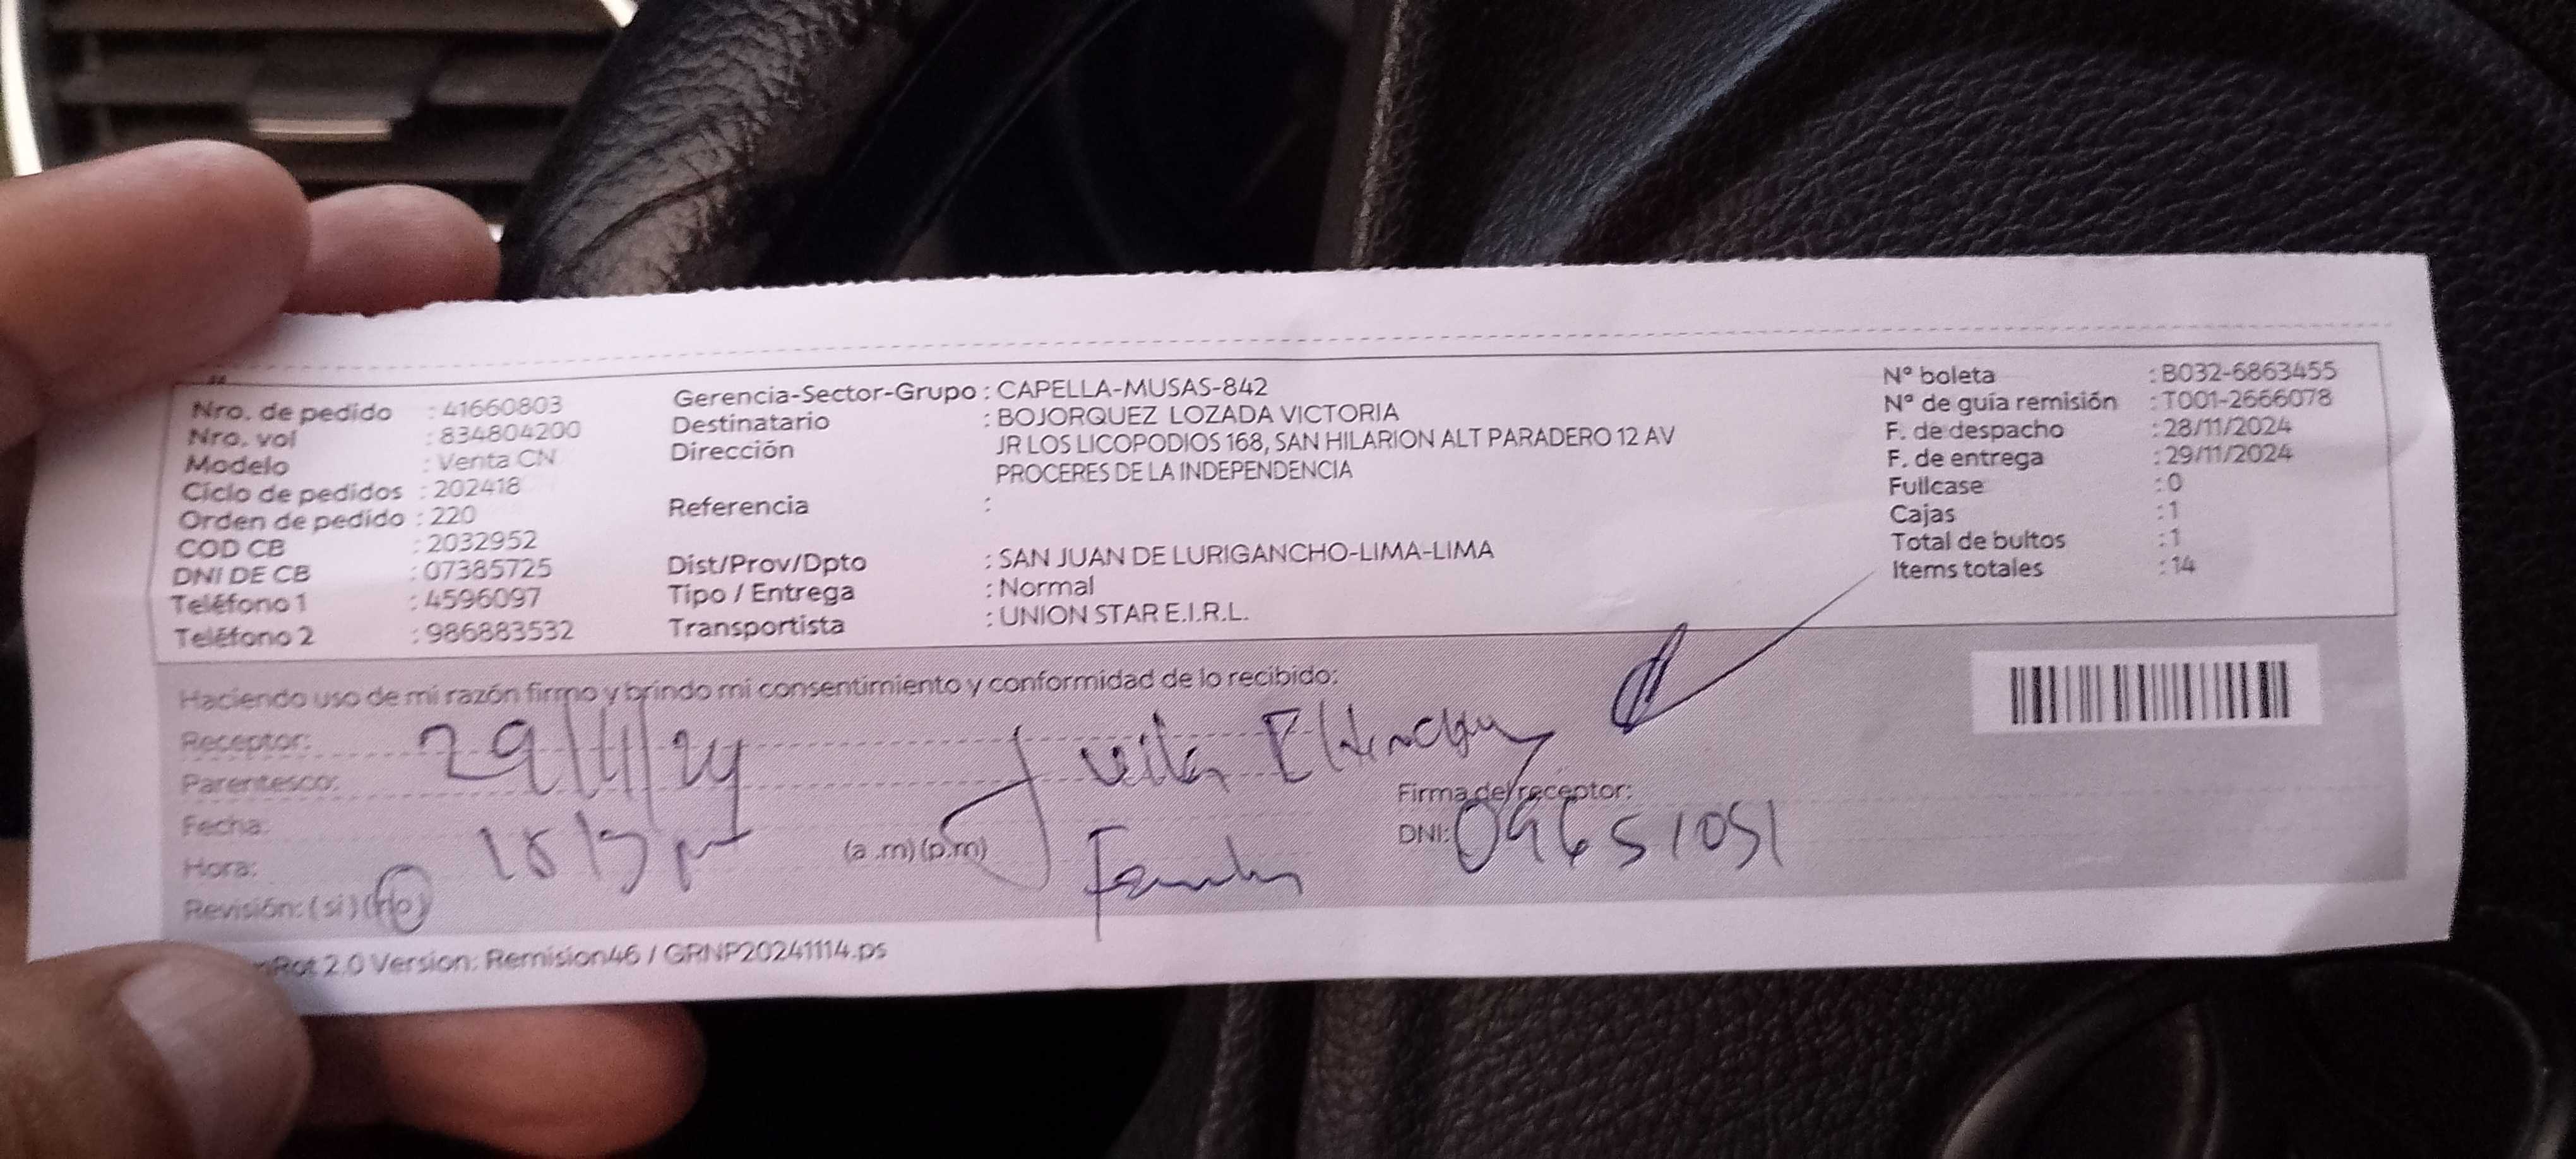 Nro. de pedido : 41660803
Nro. vol : 834804200
Modelo : Venta CN
Ciclo de pedidos : 202418
Orden de pedido : 220
COD CB : 2032952
DNI DE CB : 07385725
Teléfono 1 : 4596097
Teléfono 2 : 986883532
Gerencia-Sector-Grupo : CAPELLA-MUSAS-842
Destinatario : BOJORQUEZ LOZADA VICTORIA
Dirección JR LOS LICOPODIOS 168, SAN HILARION ALT PARADERO 12 AV
PROCERES DE LA INDEPENDENCIA
Referencia :
Dist/Prov/Dpto : SAN JUAN DE LURIGANCHO-LIMA-LIMA
Tipo / Entrega : Normal
Transportista : UNION STAR E.I.R.L.
Nº boleta : B032-6863455
Nº de guía remisión : T001-2666078
F. de despacho : 28/11/2024
F. de entrega : 29/11/2024
Fullcase : 0
Cajas : 1
Total de bultos : 1
Items totales : 14
Haciendo uso de mi razón firmo y brindo mi consentimiento y conformidad de lo recibido:
Receptor:
29/11/24
Parentesco:
Fecha:
Hora: (a .m) (p.m)
Revisión: (si) (no)
Firma del receptor:
DNI: 09651051
Rot 2.0 Version: Remision46 / GRNP20241114.ps